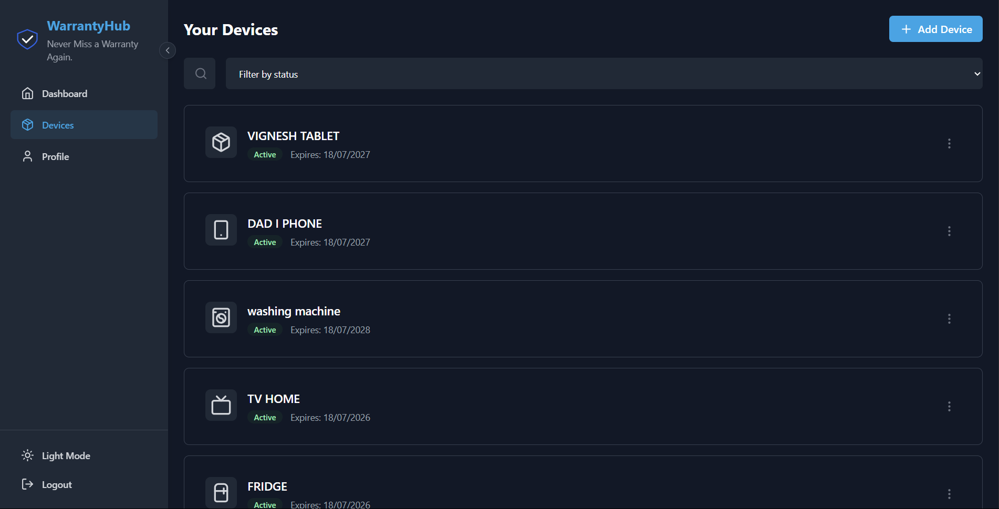 WarrantyHub
Never Miss a Warranty
Again.
Dashboard
Devices
Profile
Light Mode
Logout
Your Devices
Add Device
Filter by status
VIGNESH TABLET
Active Expires: 18/07/2027
DAD I PHONE
Active Expires: 18/07/2027
washing machine
Active Expires: 18/07/2028
TV HOME
Active Expires: 18/07/2026
FRIDGE
Active Expires: 18/07/2026